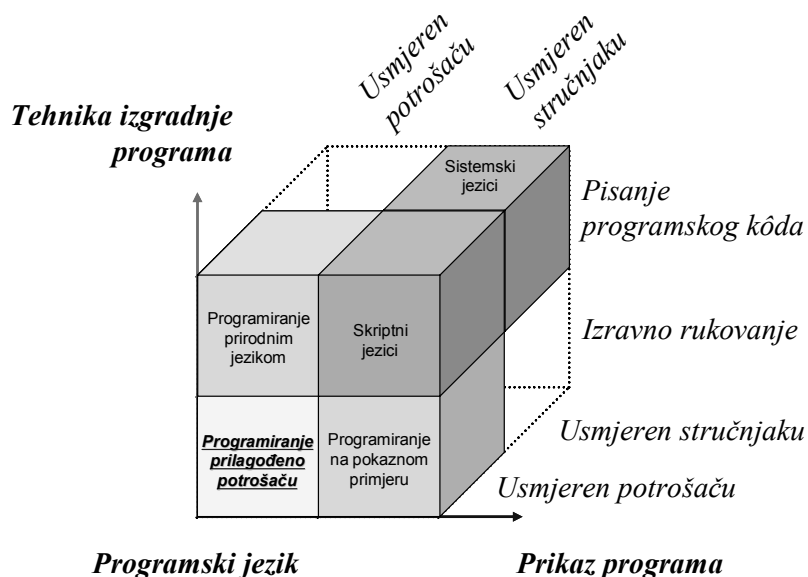 Usmjeren
potrošaču
Usmjeren
stručnjaku
Tehnika izgradnje
programa
Sistemski
jezici
Pisanje
programskog kôda
Programiranje
prirodnim
jezikom
Skriptni
jezici
Izravno rukovanje
Programiranje
prilagođeno
potrošaču
Programiranje
na pokaznom
primjeru
Usmjeren stručnjaku
Usmjeren potrošaču
Programski jezik
Prikaz programa